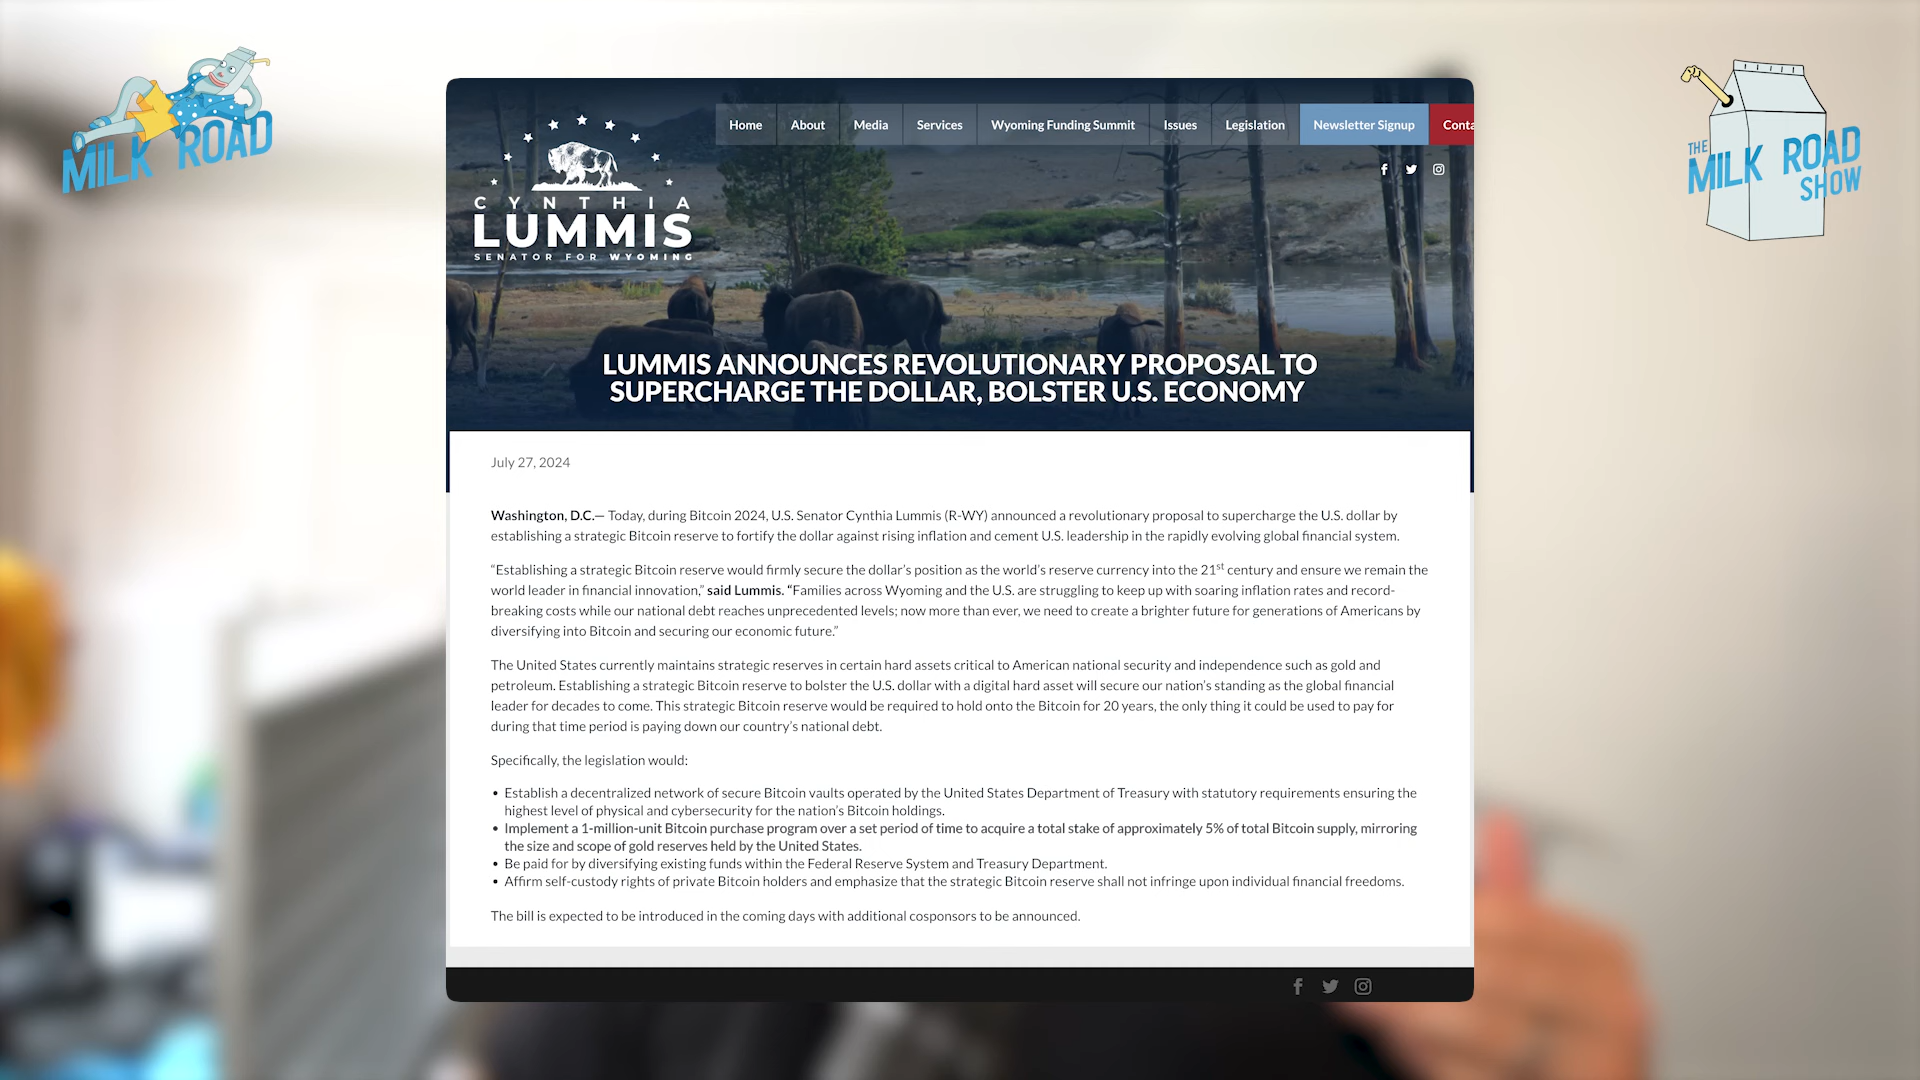 MILK ROAD
THE
MILK ROAD
SHOW
Home About Media Services Wyoming Funding Summit Issues Legislation Newsletter Signup Conta
CYNTHIA
LUMMIS
SENATOR FOR WYOMING
LUMMIS ANNOUNCES REVOLUTIONARY PROPOSAL TO
SUPERCHARGE THE DOLLAR, BOLSTER U.S. ECONOMY
July 27, 2024
Washington, D.C.— Today, during Bitcoin 2024, U.S. Senator Cynthia Lummis (R-WY) announced a revolutionary proposal to supercharge the U.S. dollar by
establishing a strategic Bitcoin reserve to fortify the dollar against rising inflation and cement U.S. leadership in the rapidly evolving global financial system.
“Establishing a strategic Bitcoin reserve would firmly secure the dollar’s position as the world’s reserve currency into the 21st century and ensure we remain the
world leader in financial innovation,” said Lummis. “Families across Wyoming and the U.S. are struggling to keep up with soaring inflation rates and record-
breaking costs while our national debt reaches unprecedented levels; now more than ever, we need to create a brighter future for generations of Americans by
diversifying into Bitcoin and securing our economic future.”
The United States currently maintains strategic reserves in certain hard assets critical to American national security and independence such as gold and
petroleum. Establishing a strategic Bitcoin reserve to bolster the U.S. dollar with a digital hard asset will secure our nation’s standing as the global financial
leader for decades to come. This strategic Bitcoin reserve would be required to hold onto the Bitcoin for 20 years, the only thing it could be used to pay for
during that time period is paying down our country’s national debt.
Specifically, the legislation would:
• Establish a decentralized network of secure Bitcoin vaults operated by the United States Department of Treasury with statutory requirements ensuring the
highest level of physical and cybersecurity for the nation’s Bitcoin holdings.
• Implement a 1-million-unit Bitcoin purchase program over a set period of time to acquire a total stake of approximately 5% of total Bitcoin supply, mirroring
the size and scope of gold reserves held by the United States.
• Be paid for by diversifying existing funds within the Federal Reserve System and Treasury Department.
• Affirm self-custody rights of private Bitcoin holders and emphasize that the strategic Bitcoin reserve shall not infringe upon individual financial freedoms.
The bill is expected to be introduced in the coming days with additional cosponsors to be announced.